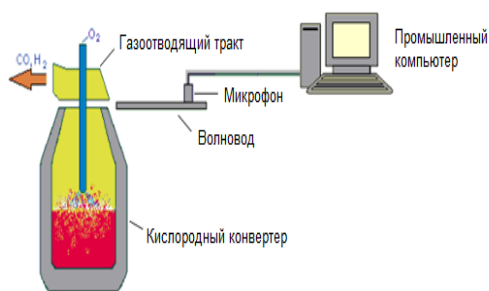 O₂
Газоотводящий тракт
CO, H₂
Промышленный
компьютер
Микрофон
Волновод
Кислородный конвертер